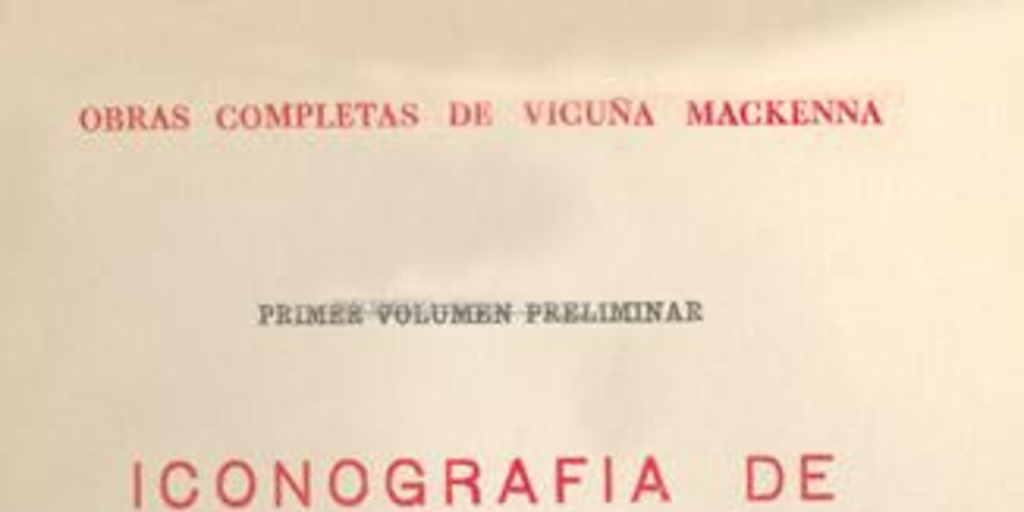 OBRAS COMPLETAS DE VICUÑA MACKENNA
PRIMER VOLUMEN PRELIMINAR
ICONOGRAFIA DE